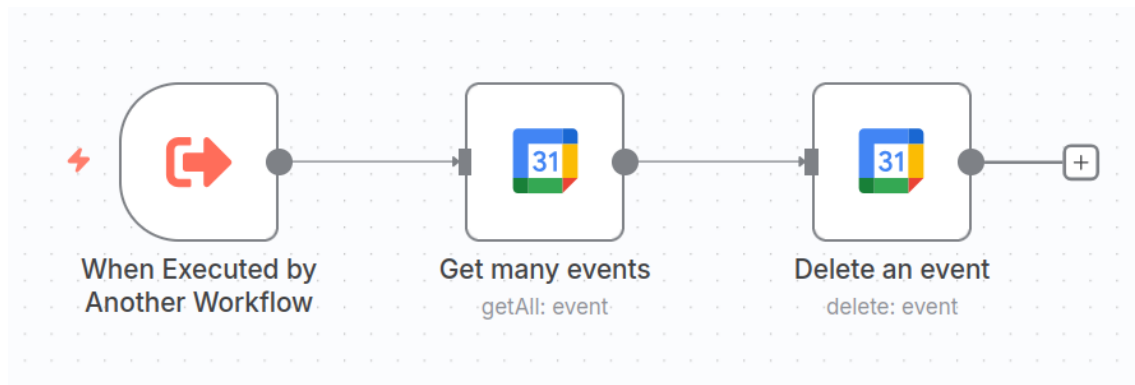 31
31
When Executed by
Another Workflow
Get many events
getAll: event
Delete an event
delete: event